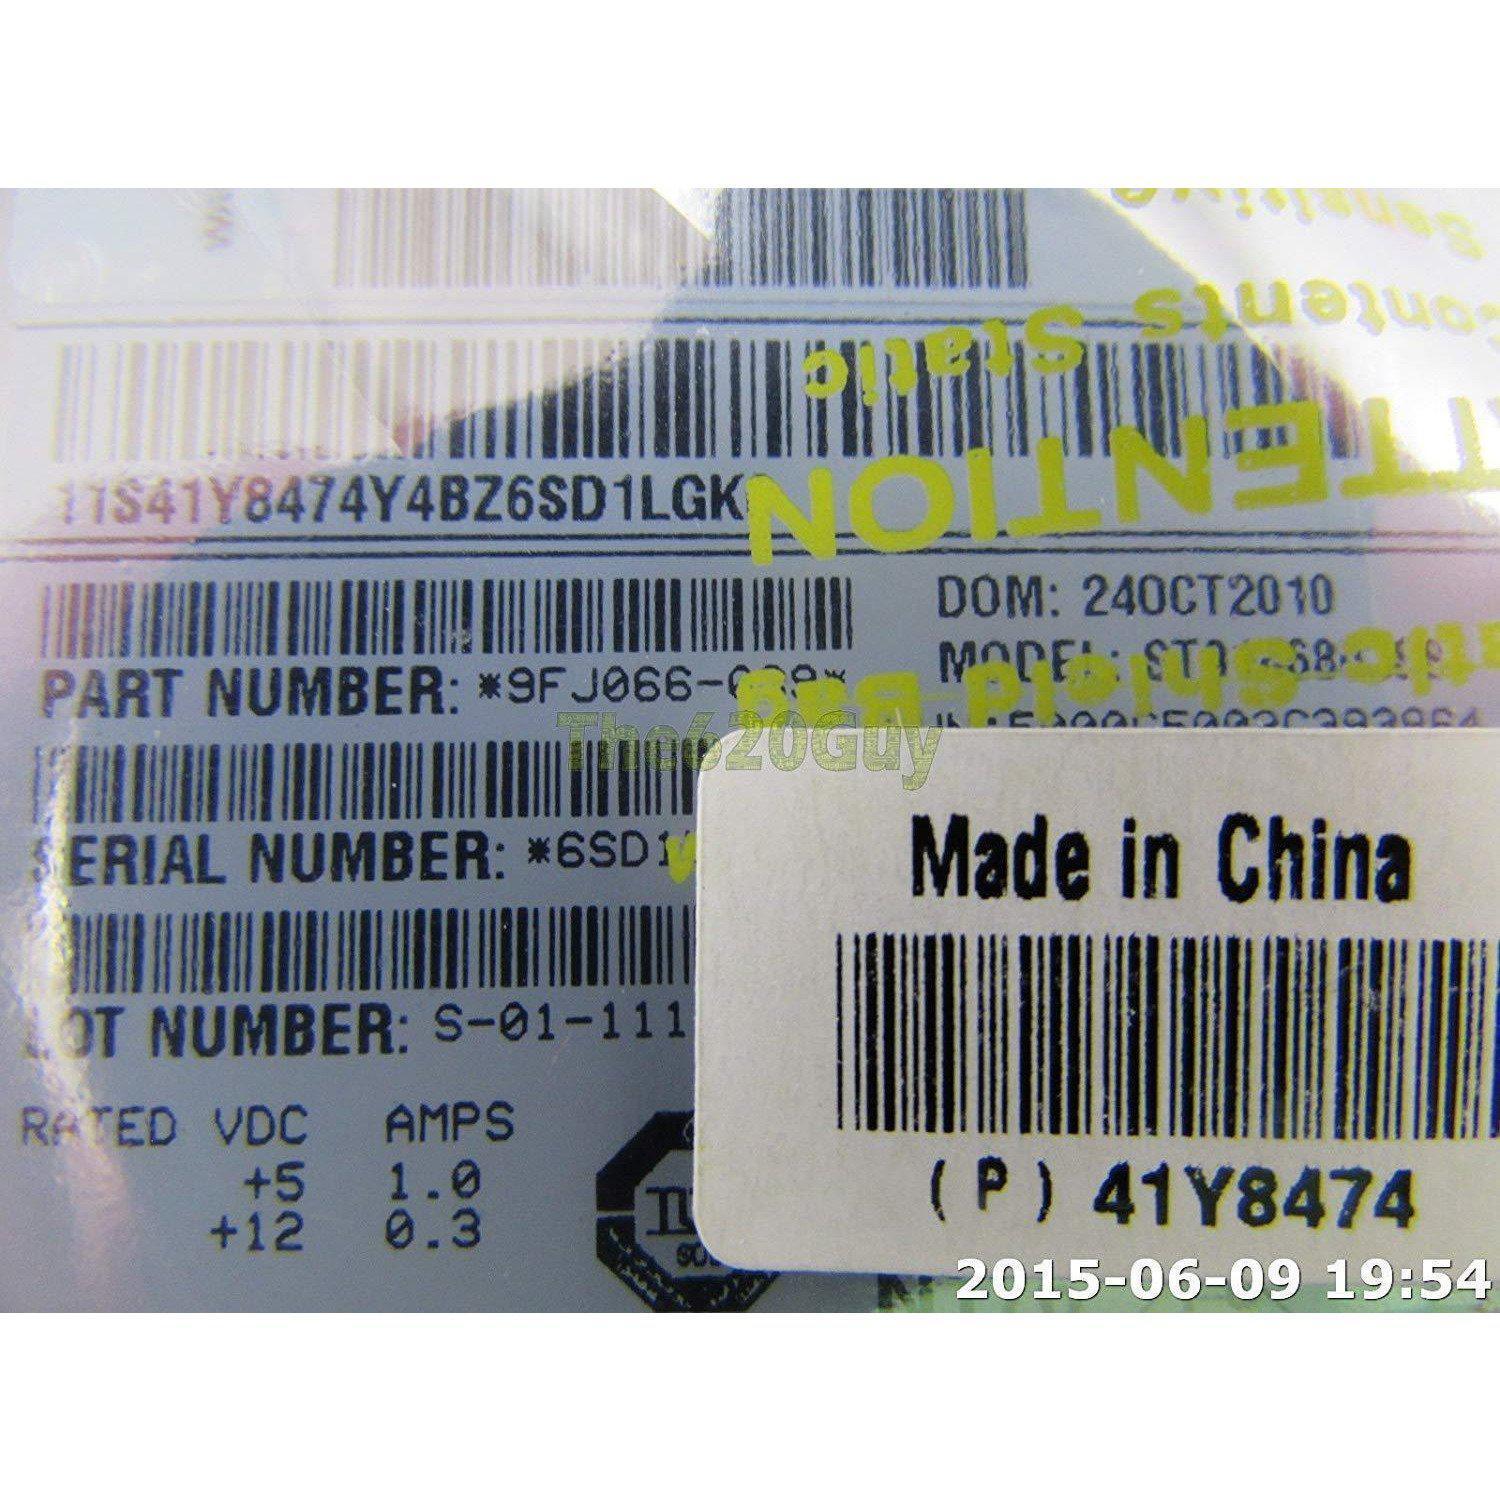 Sensitive
Contents Static
ATTENTION
11S41Y8474Y4BZ6SD1LGK
DOM: 24OCT2010
PART NUMBER:
The620Guy
SERIAL NUMBER: *6SD1
LOT NUMBER: S-01-111
Made in China
RATED VDC AMPS
+5 1.0
+12 0.3
(P) 41Y8474
2015-06-09 19:54